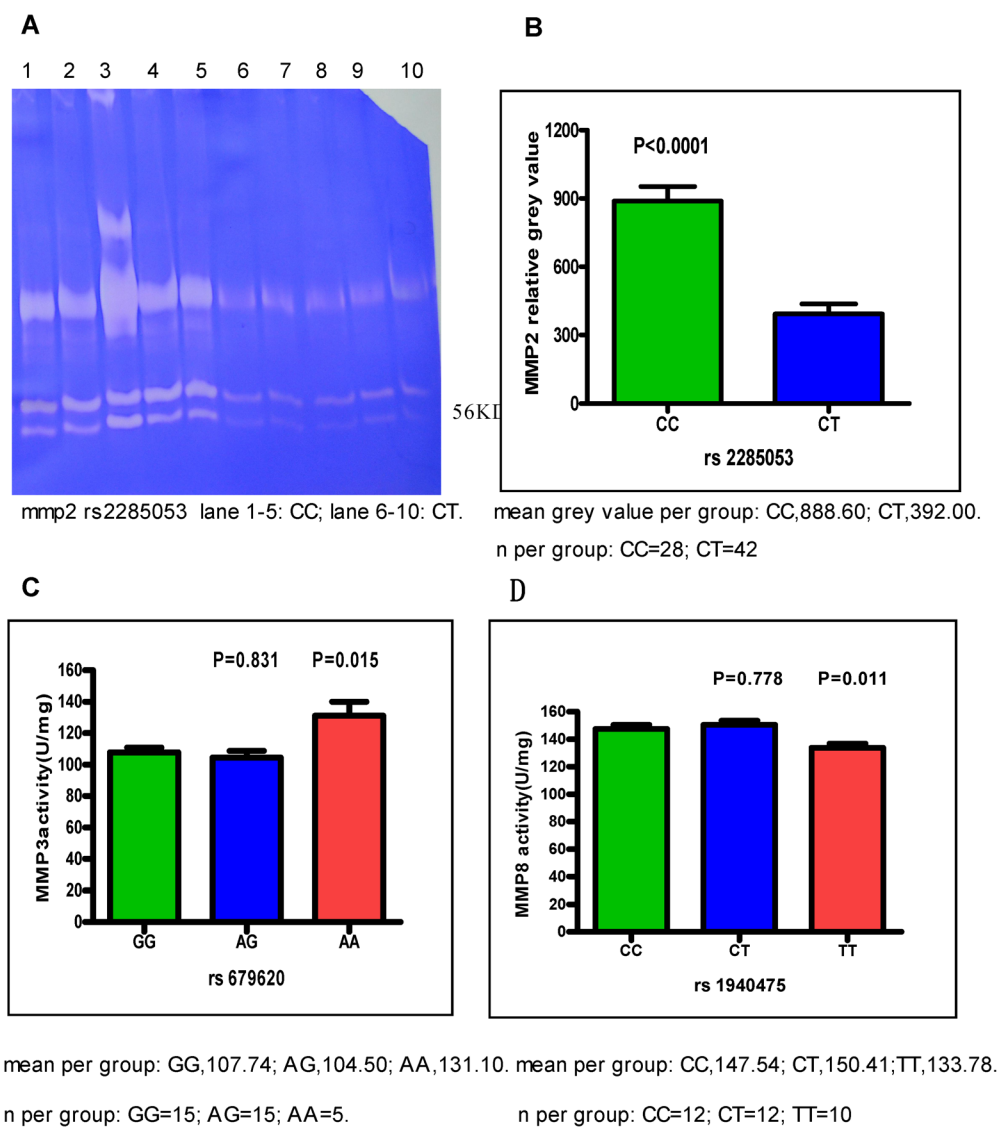 A
1 2 3 4 5 6 7 8 9 10
56KD
mmp2 rs2285053 lane 1-5: CC; lane 6-10: CT.
B
MMP2 relative grey value
1200
900
600
300
0
P<0.0001
CC CT
rs 2285053
mean grey value per group: CC,888.60; CT,392.00.
n per group: CC=28; CT=42
C
MMP3activity(U/mg)
160
140
120
100
80
60
40
20
0
P=0.831 P=0.015
GG AG AA
rs 679620
mean per group: GG,107.74; AG,104.50; AA,131.10.
n per group: GG=15; AG=15; AA=5.
D
MMP8 activity(U/mg)
160
140
120
100
80
60
40
20
0
P=0.778 P=0.011
CC CT TT
rs 1940475
mean per group: CC,147.54; CT,150.41;TT,133.78.
n per group: CC=12; CT=12; TT=10